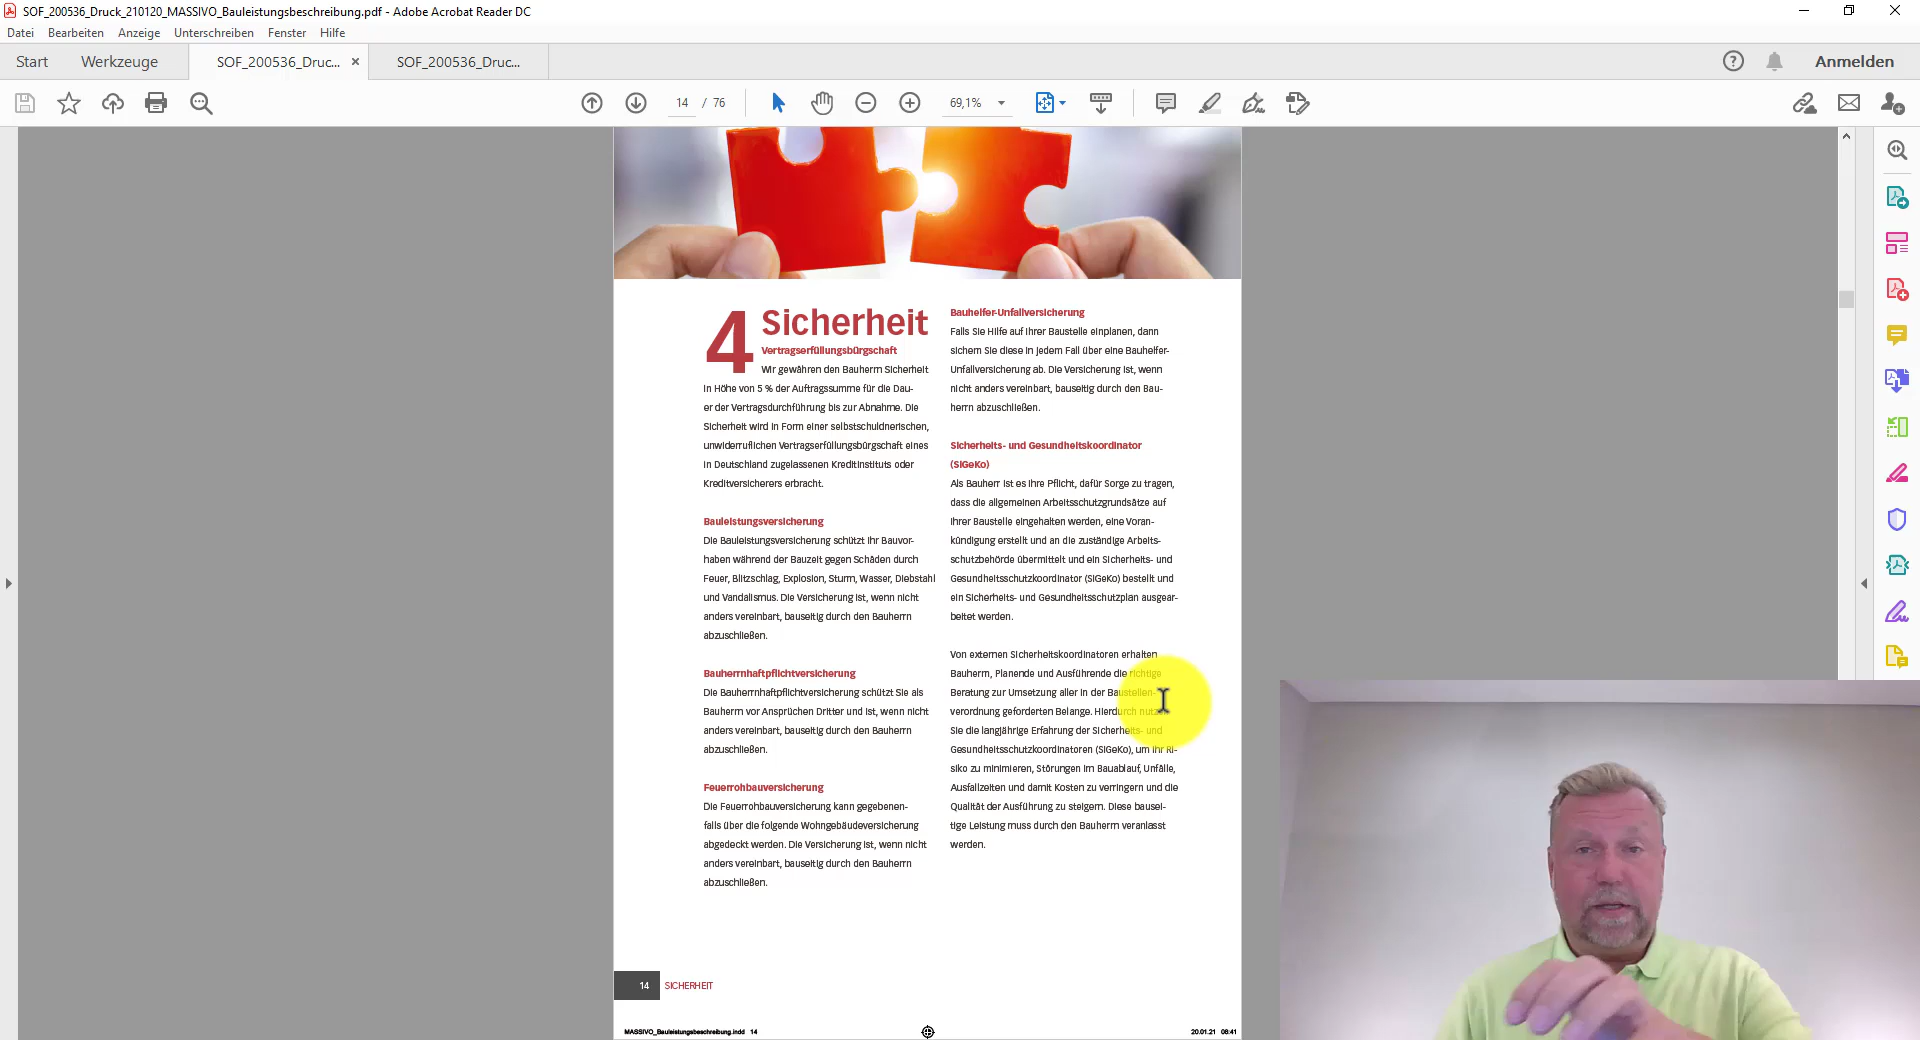 SOF_200536_Druck_210120_MASSIVO_Bauleistungsbeschreibung.pdf - Adobe Acrobat Reader DC
Datei Bearbeiten Anzeige Unterschreiben Fenster Hilfe
Start Werkzeuge SOF_200536_Druc... × SOF_200536_Druc... Anmelden
14 / 76 69,1%
4 Sicherheit
Vertragserfüllungsbürgschaft
Wir gewähren den Bauherrn Sicherheit
in Höhe von 5 % der Auftragssumme für die Dau-
er der Vertragsdurchführung bis zur Abnahme. Die
Sicherheit wird in Form einer selbstschuldnerischen,
unwiderruflichen Vertragserfüllungsbürgschaft eines
in Deutschland zugelassenen Kreditinstituts oder
Kreditversicherers erbracht.
Bauleistungsversicherung
Die Bauleistungsversicherung schützt Ihr Bauvor-
haben während der Bauzeit gegen Schäden durch
Feuer, Blitzschlag, Explosion, Sturm, Wasser, Diebstahl
und Vandalismus. Die Versicherung ist, wenn nicht
anders vereinbart, bauseitig durch den Bauherrn
abzuschließen.
Bauherrnhaftpflichtversicherung
Die Bauherrnhaftpflichtversicherung schützt Sie als
Bauherrn vor Ansprüchen Dritter und ist, wenn nicht
anders vereinbart, bauseitig durch den Bauherrn
abzuschließen.
Feuerrohbauversicherung
Die Feuerrohbauversicherung kann gegebenen-
falls über die folgende Wohngebäudeversicherung
abgedeckt werden. Die Versicherung ist, wenn nicht
anders vereinbart, bauseitig durch den Bauherrn
abzuschließen.
Bauhelfer-Unfallversicherung
Falls Sie Hilfe auf Ihrer Baustelle einplanen, dann
sichern Sie diese in jedem Fall über eine Bauhelfer-
Unfallversicherung ab. Die Versicherung ist, wenn
nicht anders vereinbart, bauseitig durch den Bau-
herrn abzuschließen.
Sicherheits- und Gesundheitskoordinator
(SiGeKo)
Als Bauherr ist es Ihre Pflicht, dafür Sorge zu tragen,
dass die allgemeinen Arbeitsschutzgrundsätze auf
Ihrer Baustelle eingehalten werden, eine Voran-
kündigung erstellt und an die zuständige Arbeits-
schutzbehörde übermittelt und ein Sicherheits- und
Gesundheitsschutzkoordinator (SiGeKo) bestellt und
ein Sicherheits- und Gesundheitsschutzplan ausgear-
beitet werden.
Von externen Sicherheitskoordinatoren erhalten
Bauherrn, Planende und Ausführende die richtige
Beratung zur Umsetzung aller in der Baustellen-
verordnung geforderten Belange. Hierdurch nutzen
Sie die langjährige Erfahrung der Sicherheits- und
Gesundheitsschutzkoordinatoren (SiGeKo), um Ihr Ri-
siko zu minimieren, Störungen im Bauablauf, Unfälle,
Ausfallzeiten und damit Kosten zu verringern und die
Qualität der Ausführung zu steigern. Diese bausei-
tige Leistung muss durch den Bauherrn veranlasst
werden.
14 SICHERHEIT
MASSIVO_Bauleistungsbeschreibung.indd 14 20.01.21 08:41